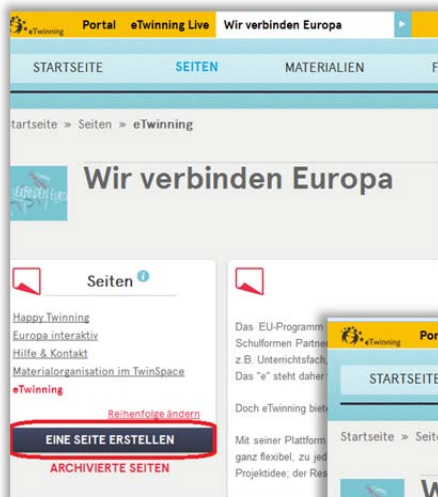 eTwinning Portal eTwinning Live Wir verbinden Europa
STARTSEITE SEITEN MATERIALIEN F
tartseite » Seiten » eTwinning
Wir verbinden Europa
Seiten i
Happy Twinning
Europa interaktiv
Hilfe & Kontakt
Materialorganisation im TwinSpace
eTwinning
Reihenfolge ändern
EINE SEITE ERSTELLEN
ARCHIVIERTE SEITEN
Das EU-Programm
Schulformen Partne
z.B. Unterrichtsfach,
Das "e" steht daher
Doch eTwinning biet
Mit seiner Plattform
ganz flexibel, zu jed
Projektidee; der Res
eTwinning Por
STARTSEITE
Startseite » Seite
W